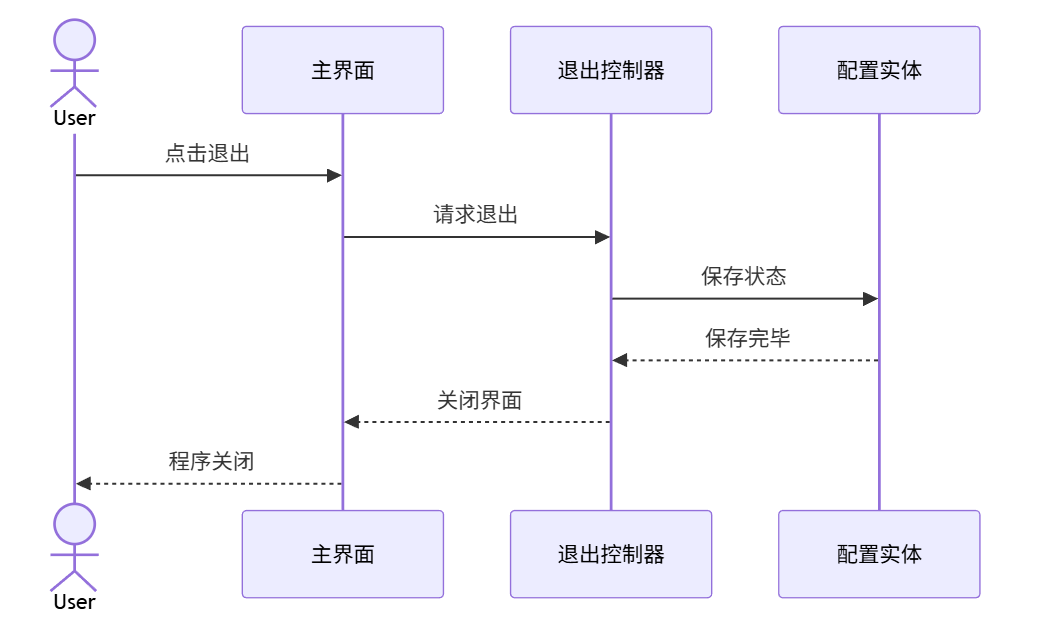 主界面
退出控制器
配置实体
User
点击退出
请求退出
保存状态
保存完毕
关闭界面
程序关闭
主界面
退出控制器
配置实体
User